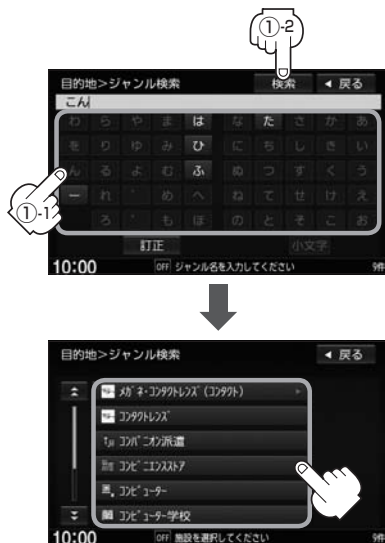 ①-2
目的地>ジャンル検索 検索 ◀ 戻る
こん
わ ら や ま は な た さ か あ
を り ゆ み ひ に ち し き い
ん る よ む ふ ぬ つ す く う
ー れ ゛ め へ ね て せ け え
ろ ゜ も ほ の と そ こ お
①-1
訂正 小文字
10:00 OFF ジャンル名を入力してください 9件
目的地>ジャンル検索 ◀ 戻る
ﾒｶﾞﾈ･ｺﾝﾀｸﾄﾚﾝｽﾞ(ｺﾝﾀｸﾄ)
ｺﾝﾀｸﾄﾚﾝｽﾞ
ｺﾝﾊﾟﾆｵﾝ派遣
ｺﾝﾋﾞﾆｴﾝｽｽﾄｱ
ｺﾝﾋﾟｭｰﾀｰ
ｺﾝﾋﾟｭｰﾀｰ学校
10:00 OFF 施設を選択してください 9件